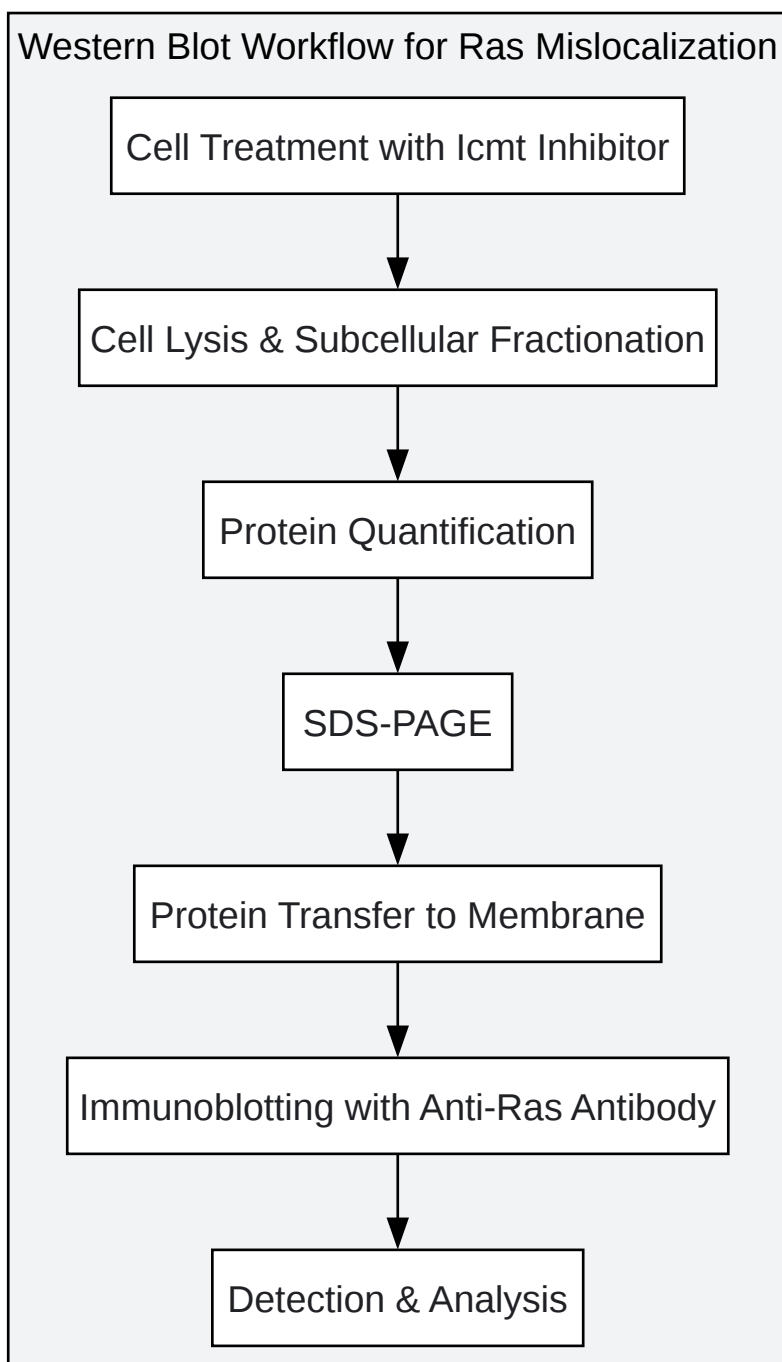 Western Blot Workflow for Ras Mislocalization
Cell Treatment with Icmt Inhibitor
Cell Lysis & Subcellular Fractionation
Protein Quantification
SDS-PAGE
Protein Transfer to Membrane
Immunoblotting with Anti-Ras Antibody
Detection & Analysis